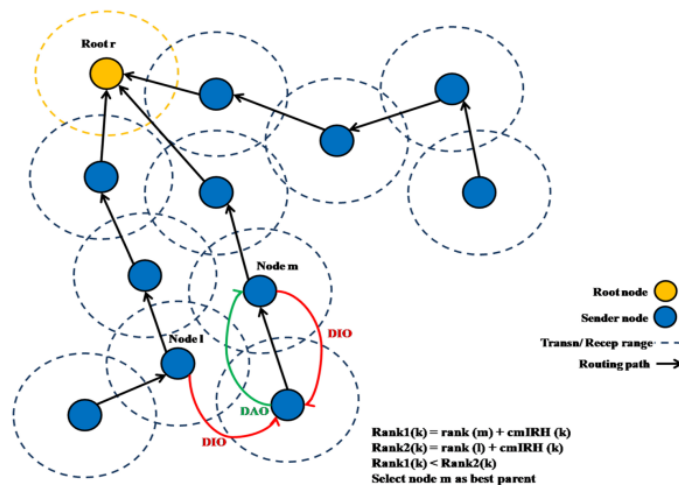 Root r
Node m
Node l
DIO
DAO
DIO
Root node
Sender node
Transn/ Recep range
Routing path
Rank1(k) = rank (m) + cmIRH (k)
Rank2(k) = rank (l) + cmIRH (k)
Rank1(k) < Rank2(k)
Select node m as best parent